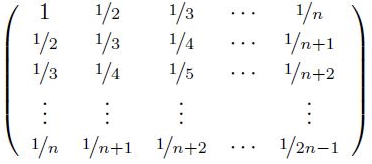 1 1/2 1/3 ⋯ 1/n
1/2 1/3 1/4 ⋯ 1/n+1
1/3 1/4 1/5 ⋯ 1/n+2
⋮ ⋮ ⋮ ⋮
1/n 1/n+1 1/n+2 ⋯ 1/2n−1